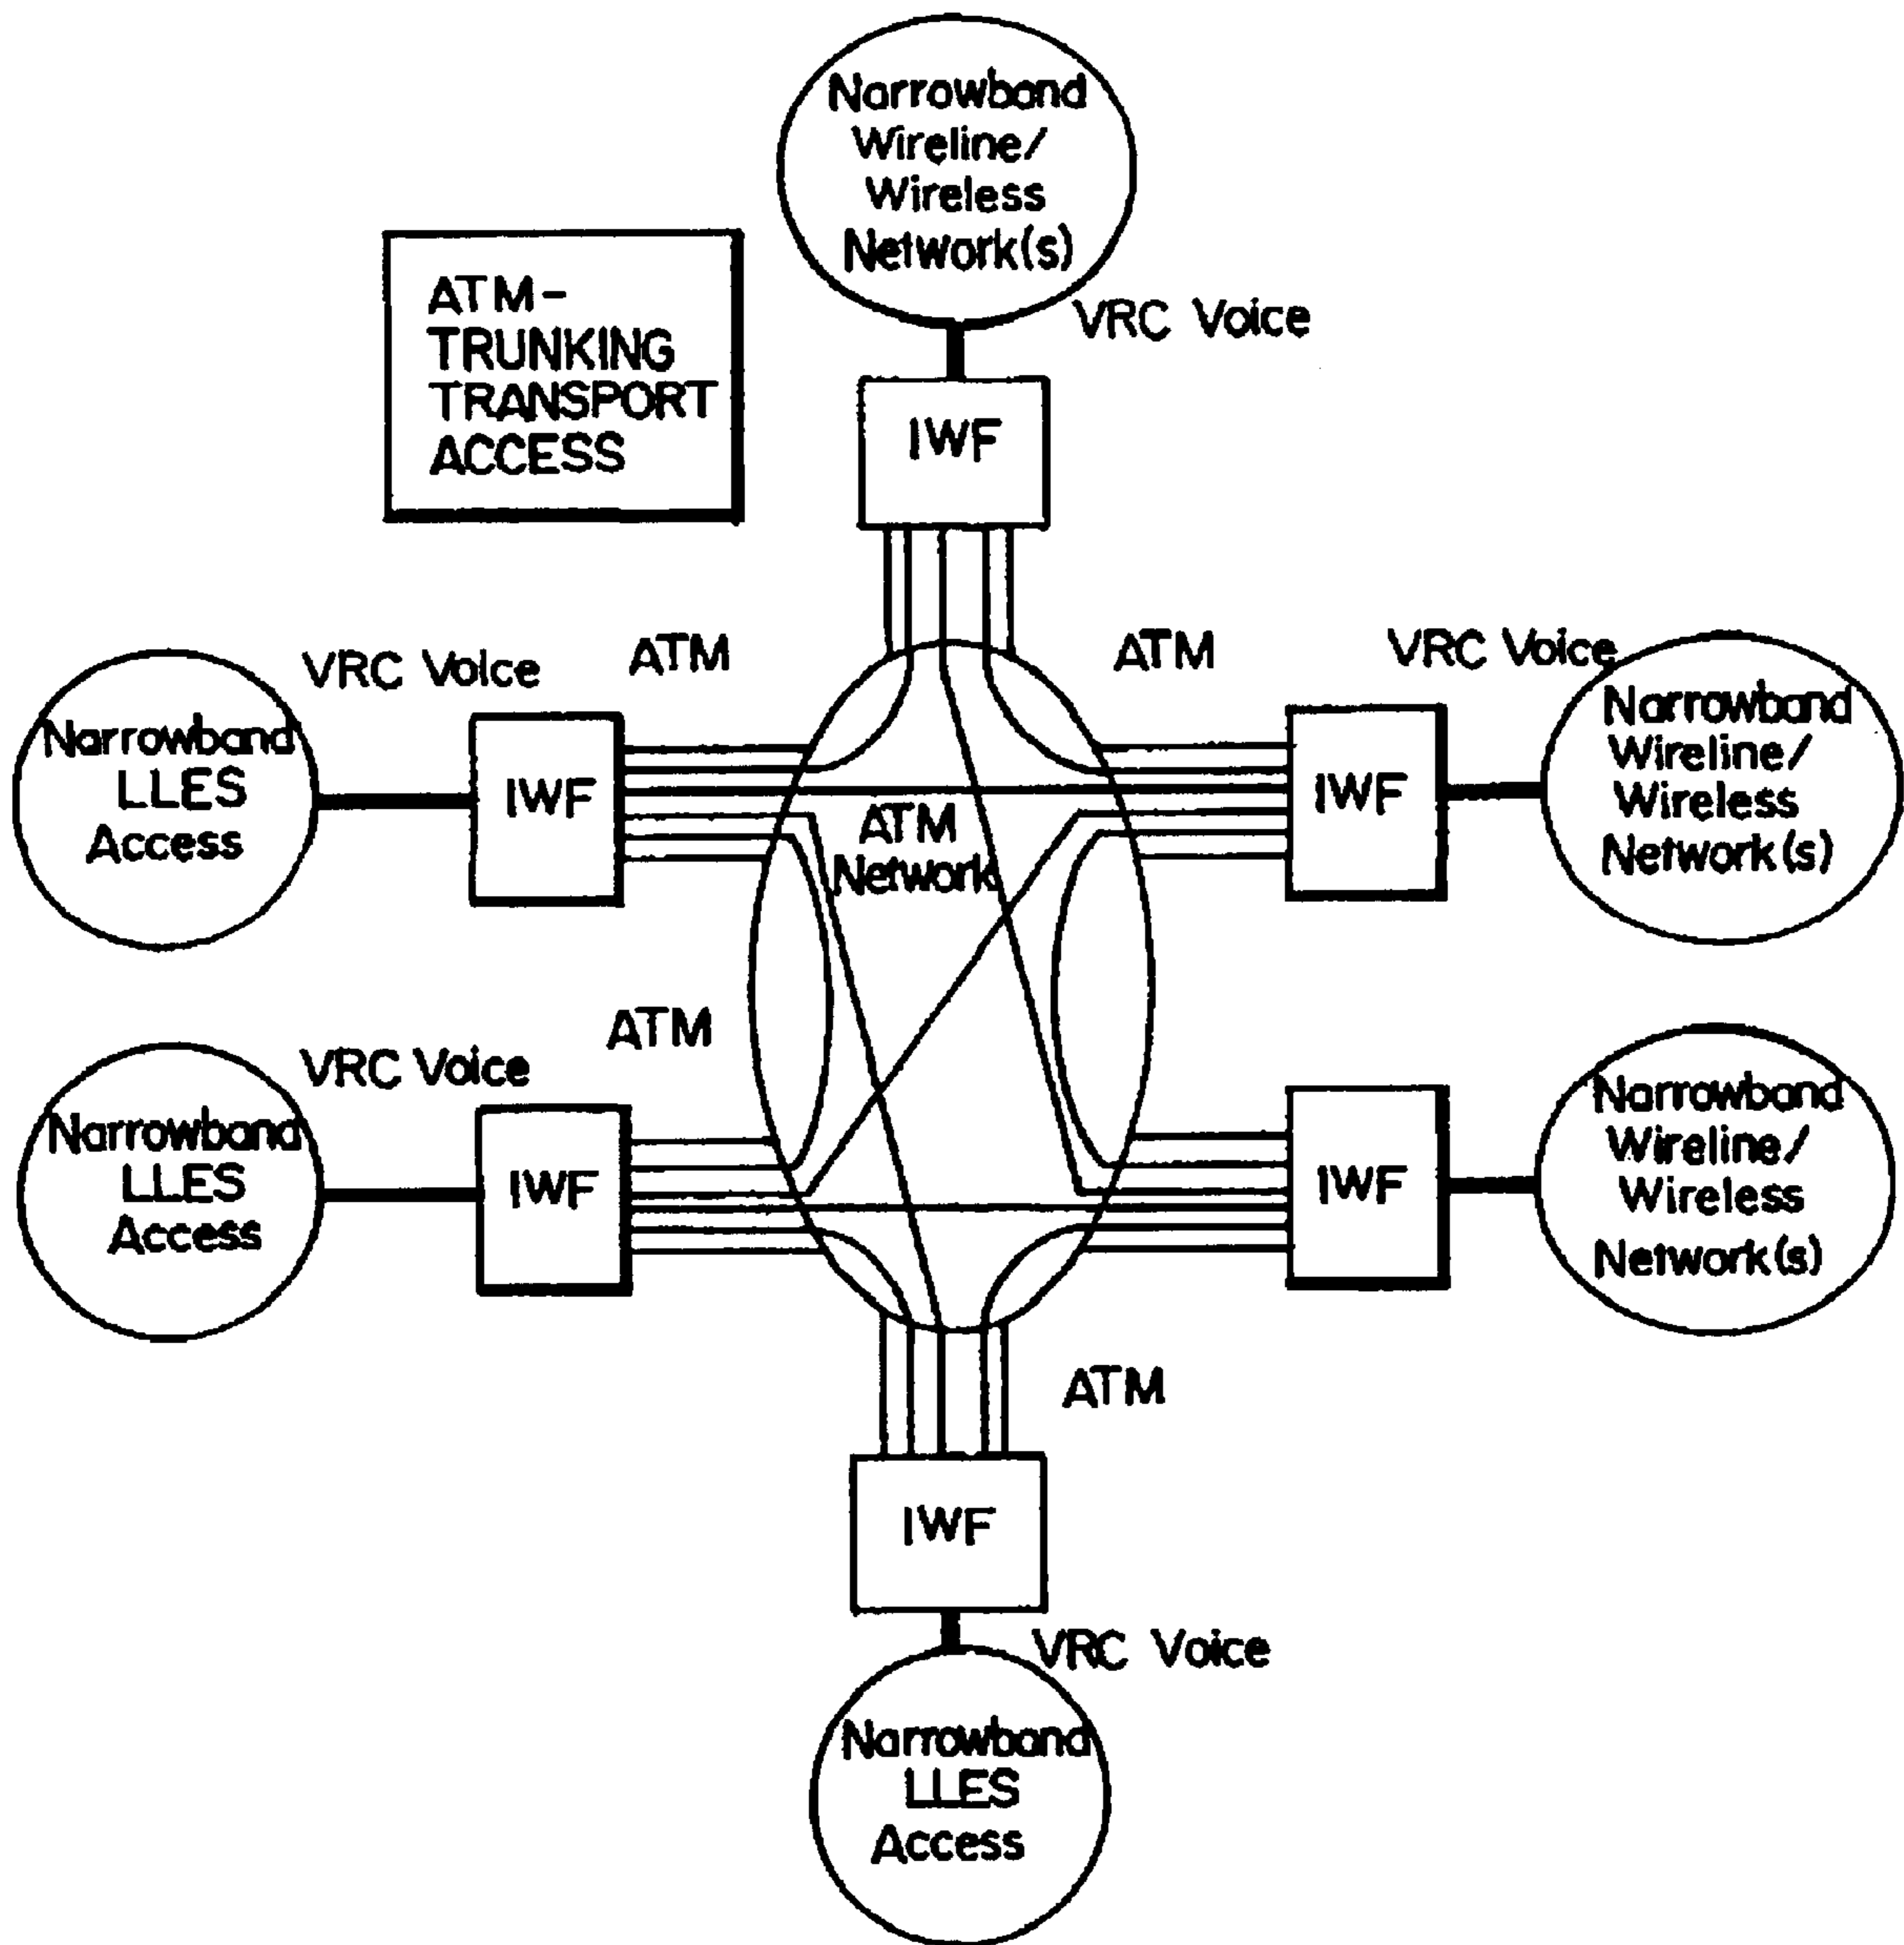 Narrowband
Wireline/
Wireless
Network(s)
VRC Voice
ATM-
TRUNKING
TRANSPORT
ACCESS
IWF
VRC Voice
ATM
ATM
VRC Voice
Narrowband
LLES
Access
IWF
ATM
Network
IWF
Narrowband
Wireline/
Wireless
Network(s)
ATM
VRC Voice
Narrowband
LLES
Access
IWF
IWF
Narrowband
Wireline/
Wireless
Network(s)
ATM
IWF
VRC Voice
Narrowband
LLES
Access